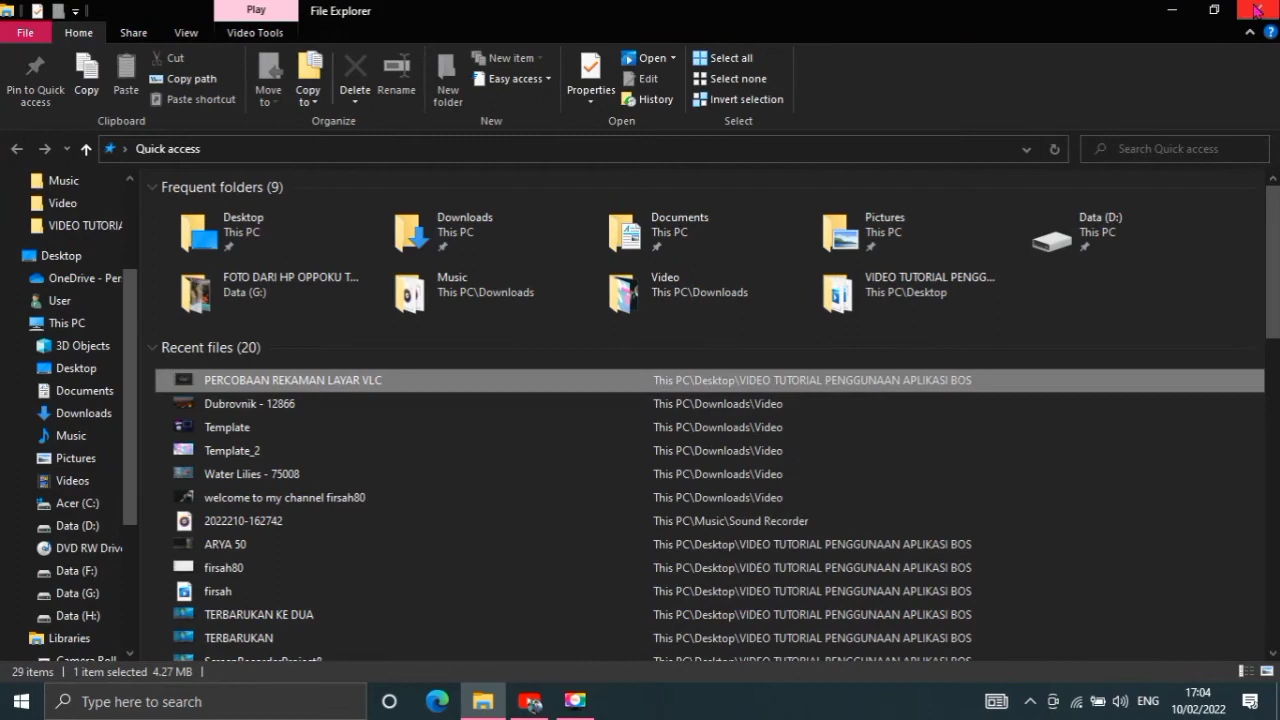 Play
File Explorer
File
Home
Share
View
Video Tools
Pin to Quick access
Copy
Paste
Cut
Copy path
Paste shortcut
Clipboard
Move to
Copy to
Delete
Rename
Organize
New folder
New item
Easy access
New
Properties
Open
Edit
History
Open
Select all
Select none
Invert selection
Select
Quick access
Search Quick access
Music
Video
VIDEO TUTORIA
Desktop
OneDrive - Per
User
This PC
3D Objects
Desktop
Documents
Downloads
Music
Pictures
Videos
Acer (C:)
Data (D:)
DVD RW Drive
Data (F:)
Data (G:)
Data (H:)
Libraries
Camera Roll
Frequent folders (9)
Desktop
This PC
Downloads
This PC
Documents
This PC
Pictures
This PC
Data (D:)
This PC
FOTO DARI HP OPPOKU T...
Data (G:)
Music
This PC\Downloads
Video
This PC\Downloads
VIDEO TUTORIAL PENGG...
This PC\Desktop
Recent files (20)
PERCOBAAN REKAMAN LAYAR VLC This PC\Desktop\VIDEO TUTORIAL PENGGUNAAN APLIKASI BOS
Dubrovnik - 12866 This PC\Downloads\Video
Template This PC\Downloads\Video
Template_2 This PC\Downloads\Video
Water Lilies - 75008 This PC\Downloads\Video
welcome to my channel firsah80 This PC\Downloads\Video
2022210-162742 This PC\Music\Sound Recorder
ARYA 50 This PC\Desktop\VIDEO TUTORIAL PENGGUNAAN APLIKASI BOS
firsah80 This PC\Desktop\VIDEO TUTORIAL PENGGUNAAN APLIKASI BOS
firsah This PC\Desktop\VIDEO TUTORIAL PENGGUNAAN APLIKASI BOS
TERBARUKAN KE DUA This PC\Desktop\VIDEO TUTORIAL PENGGUNAAN APLIKASI BOS
TERBARUKAN This PC\Desktop\VIDEO TUTORIAL PENGGUNAAN APLIKASI BOS
29 items 1 item selected 4.27 MB
Type here to search
ENG
17:04
10/02/2022